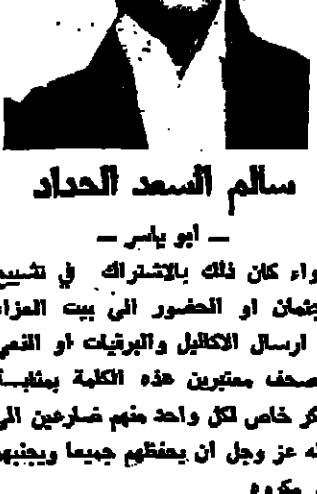 سالم السعد الحداد
— ابو ياسر —
واء كان ذلك بالاشتراك في تشييع
جثمان او الحضور الى بيت العزاء
ارسال الاكاليل والبرقيات او النعي
صحف معتبرين هذه الكلمة بمثابـة
كر خاص لكل واحد منهم ضارعين الى
له عز وجل ان يحفظهم جميعا ويجنبهم
مكروه